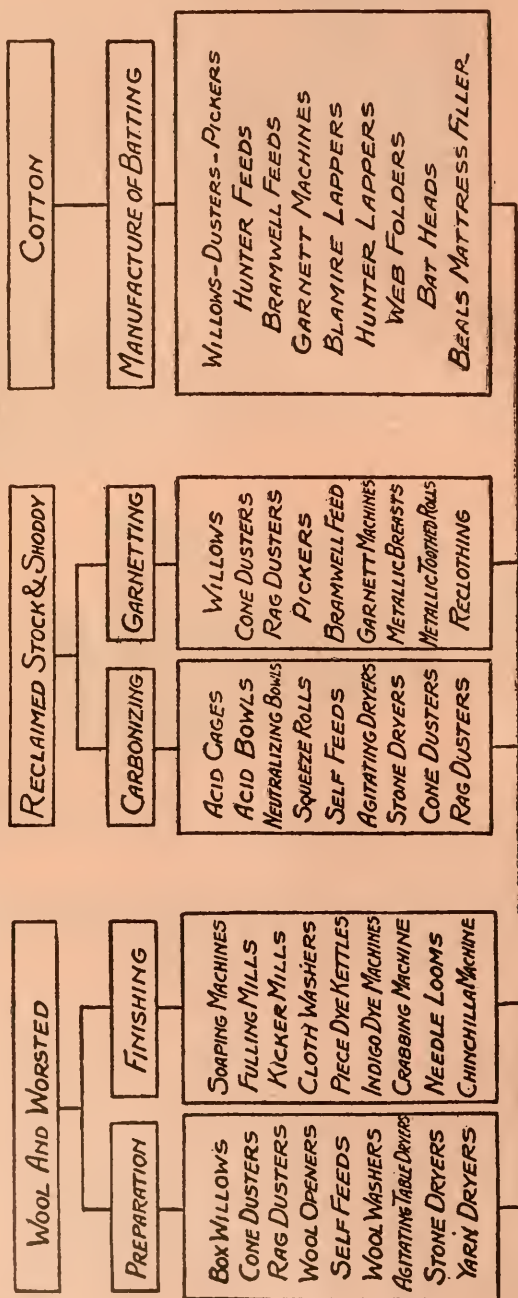 WOOL AND WORSTED
PREPARATION
BOX WILLOWS
CONE DUSTERS
RAG DUSTERS
WOOL OPENERS
SELF FEEDS
WOOL WASHERS
AGITATING TABLE DRYERS
STONE DRYERS
YARN DRYERS
FINISHING
SOAPING MACHINES
FULLING MILLS
KICKER MILLS
CLOTH WASHERS
PIECE DYE KETTLES
INDIGO DYE MACHINES
CRABBING MACHINE
NEEDLE LOOMS
CHINCHILLA MACHINE
RECLAIMED STOCK & SHODDY
CARBONIZING
ACID CAGES
ACID BOWLS
NEUTRALIZING BOWLS
SQUEEZE ROLLS
SELF FEEDS
AGITATING DRYERS
STONE DRYERS
CONE DUSTERS
RAG DUSTERS
GARNETTING
WILLOWS
CONE DUSTERS
RAG DUSTERS
PICKERS
BRAMWELL FEED
GARNETT MACHINES
METALLIC BREASTS
METALLIC TOOTHED ROLLS
RECLOTHING
COTTON
MANUFACTURE OF BATTING
WILLOWS-DUSTERS-PICKERS
HUNTER FEEDS
BRAMWELL FEEDS
GARNETT MACHINES
BLAMIRE LAPPERS
HUNTER LAPPERS
WEB FOLDERS
BAT HEADS
BEALS MATTRESS FILLER